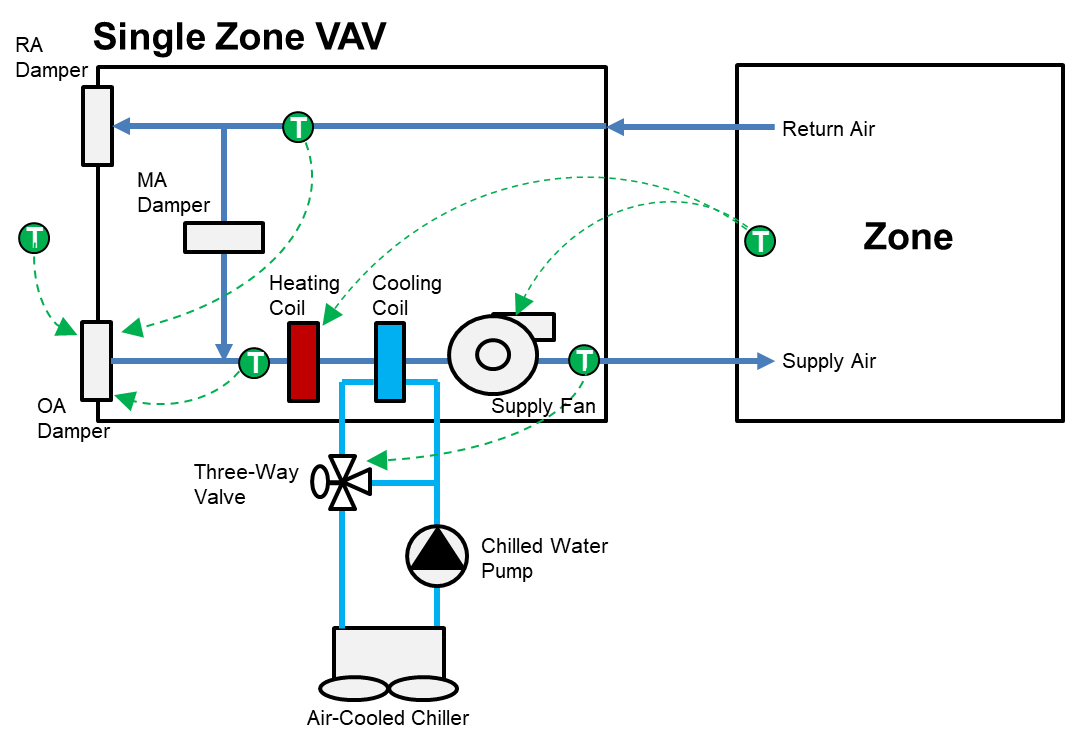 Single Zone VAV
RA
Damper
T
Return Air
MA
Damper
T
T
Zone
Heating
Coil
Cooling
Coil
T
T
Supply Air
OA
Damper
Supply Fan
Three-Way
Valve
Chilled Water
Pump
Air-Cooled Chiller